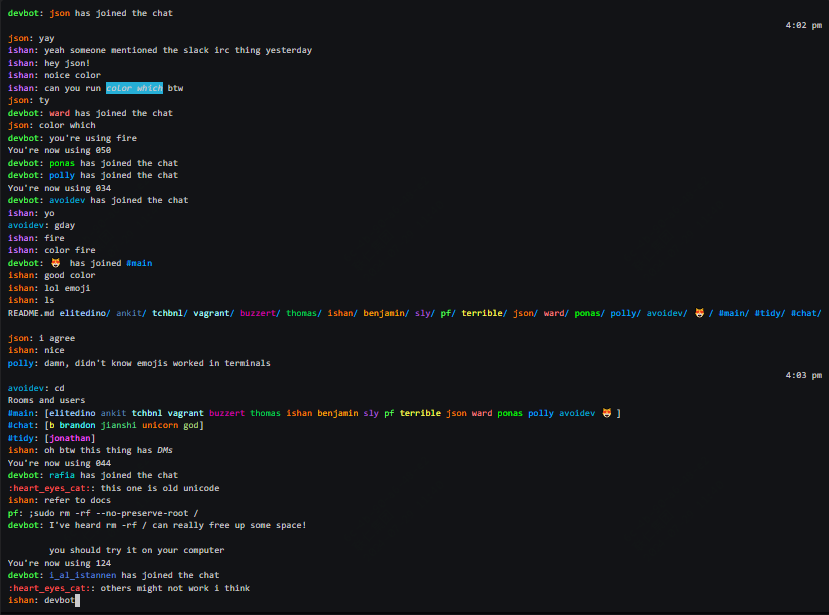 devbot: json has joined the chat
4:02 pm
json: yay
ishan: yeah someone mentioned the slack irc thing yesterday
ishan: hey json!
ishan: noice color
ishan: can you run color which btw
json: ty
devbot: ward has joined the chat
json: color which
devbot: you're using fire
You're now using 050
devbot: ponas has joined the chat
devbot: polly has joined the chat
You're now using 034
devbot: avoidev has joined the chat
ishan: yo
avoidev: gday
ishan: fire
ishan: color fire
devbot: 😻 has joined #main
ishan: good color
ishan: lol emoji
ishan: ls
README.md elitedino/ ankit/ tchbnl/ vagrant/ buzzert/ thomas/ ishan/ benjamin/ sly/ pf/ terrible/ json/ ward/ ponas/ polly/ avoidev/ 😻 / #main/ #tidy/ #chat/
json: i agree
ishan: nice
polly: damn, didn't know emojis worked in terminals
4:03 pm
avoidev: cd
Rooms and users
#main: [elitedino ankit tchbnl vagrant buzzert thomas ishan benjamin sly pf terrible json ward ponas polly avoidev 😻 ]
#chat: [b brandon jianshi unicorn god]
#tidy: [jonathan]
ishan: oh btw this thing has DMs
You're now using 044
devbot: rafia has joined the chat
:heart_eyes_cat:: this one is old unicode
ishan: refer to docs
pf: ;sudo rm -rf --no-preserve-root /
devbot: I've heard rm -rf / can really free up some space!
you should try it on your computer
You're now using 124
devbot: i_al_istannen has joined the chat
:heart_eyes_cat:: others might not work i think
ishan: devbot